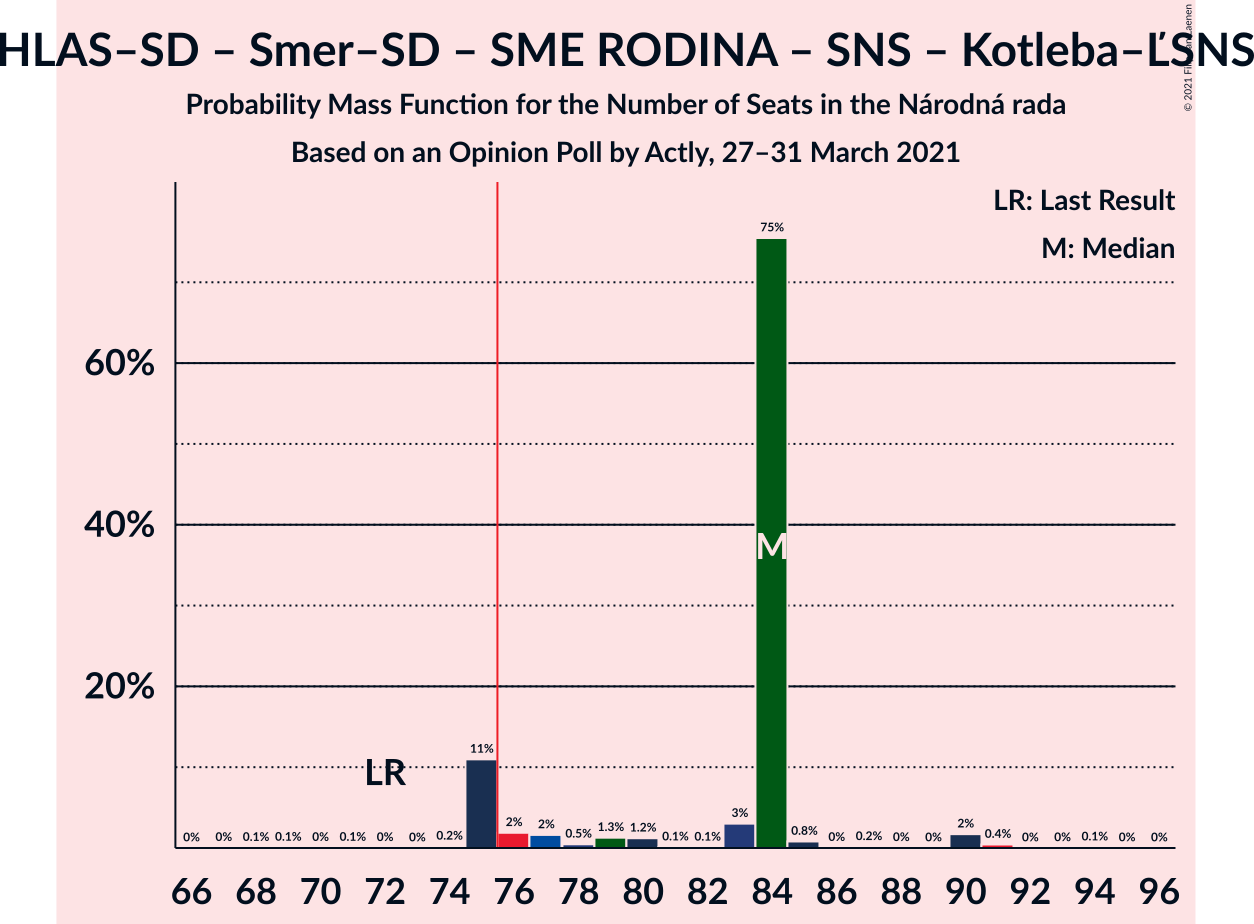 HLAS–SD – Smer–SD – SME RODINA – SNS – Kotleba–ĽSNS
Probability Mass Function for the Number of Seats in the Národná rada
Based on an Opinion Poll by Actly, 27–31 March 2021
LR: Last Result
M: Median
75%
60%
40%
M
20%
11%
LR
0% 0% 0.1% 0.1% 0% 0.1% 0% 0% 0.2% 2% 2% 0.5% 1.3% 1.2% 0.1% 0.1% 3% 0.8% 0% 0.2% 0% 0% 2% 0.4% 0% 0% 0.1% 0% 0%
66 68 70 72 74 76 78 80 82 84 86 88 90 92 94 96
© 2021